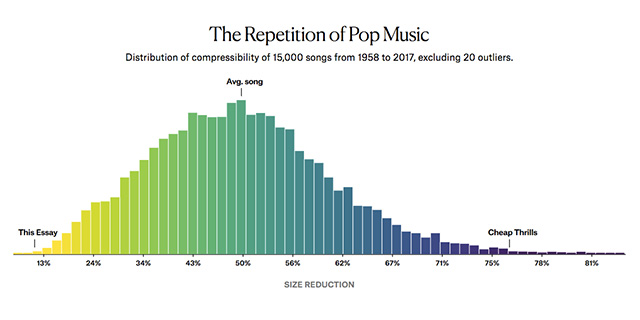 The Repetition of Pop Music
Distribution of compressibility of 15,000 songs from 1958 to 2017, excluding 20 outliers.
Avg. song
This Essay
Cheap Thrills
13% 24% 34% 43% 50% 56% 62% 67% 71% 75% 78% 81%
SIZE REDUCTION